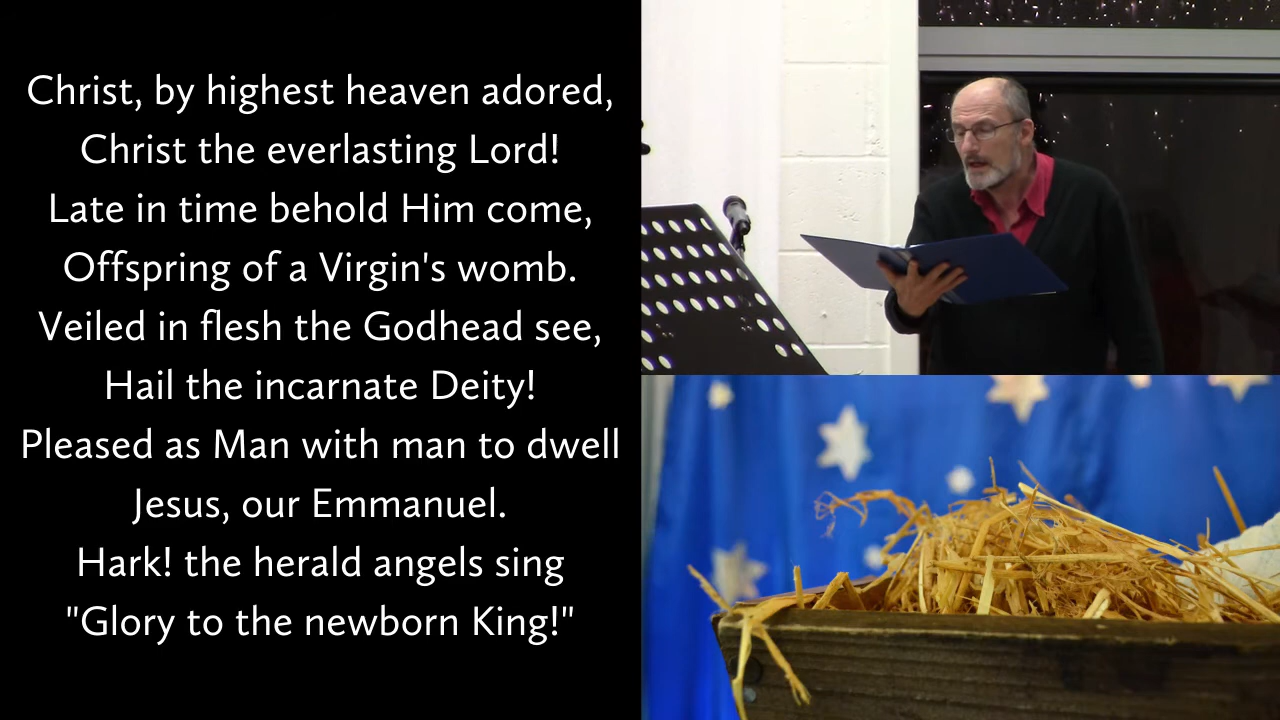 Christ, by highest heaven adored,
Christ the everlasting Lord!
Late in time behold Him come,
Offspring of a Virgin's womb.
Veiled in flesh the Godhead see,
Hail the incarnate Deity!
Pleased as Man with man to dwell
Jesus, our Emmanuel.
Hark! the herald angels sing
"Glory to the newborn King!"